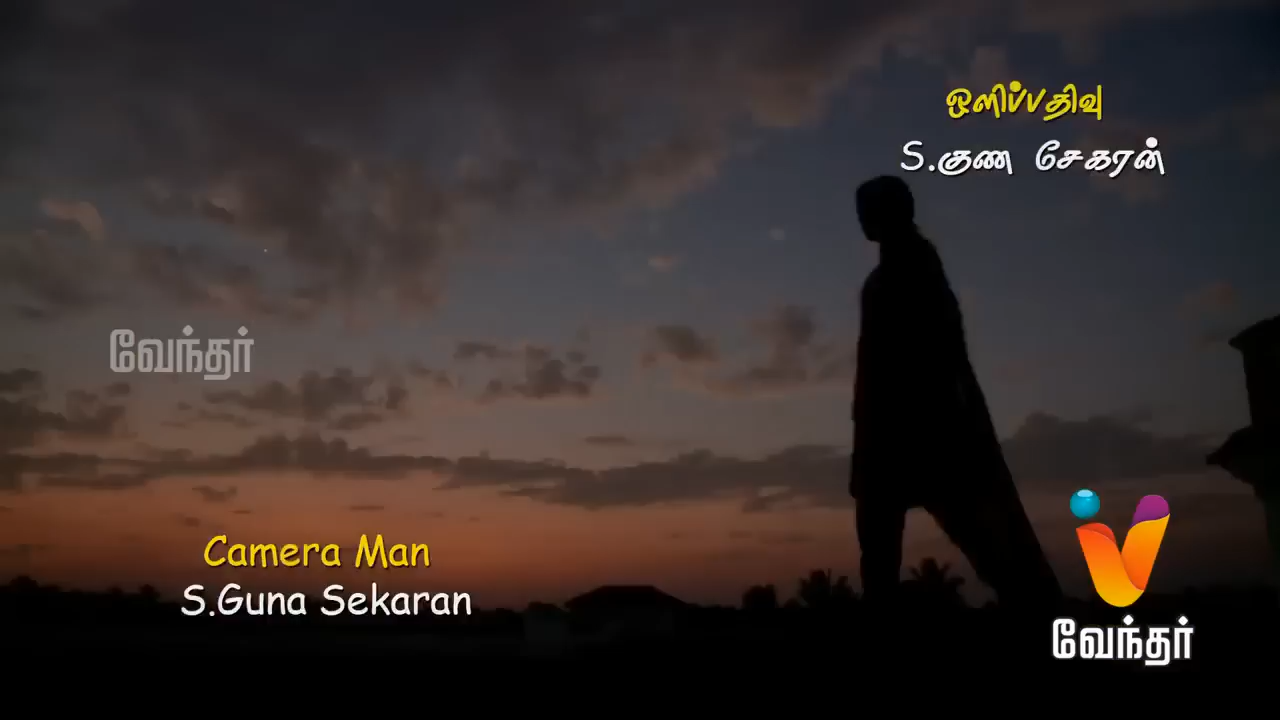 ஒளிப்பதிவு
S.குண சேகரன்
வேந்தர்
Camera Man
S.Guna Sekaran
வேந்தர்